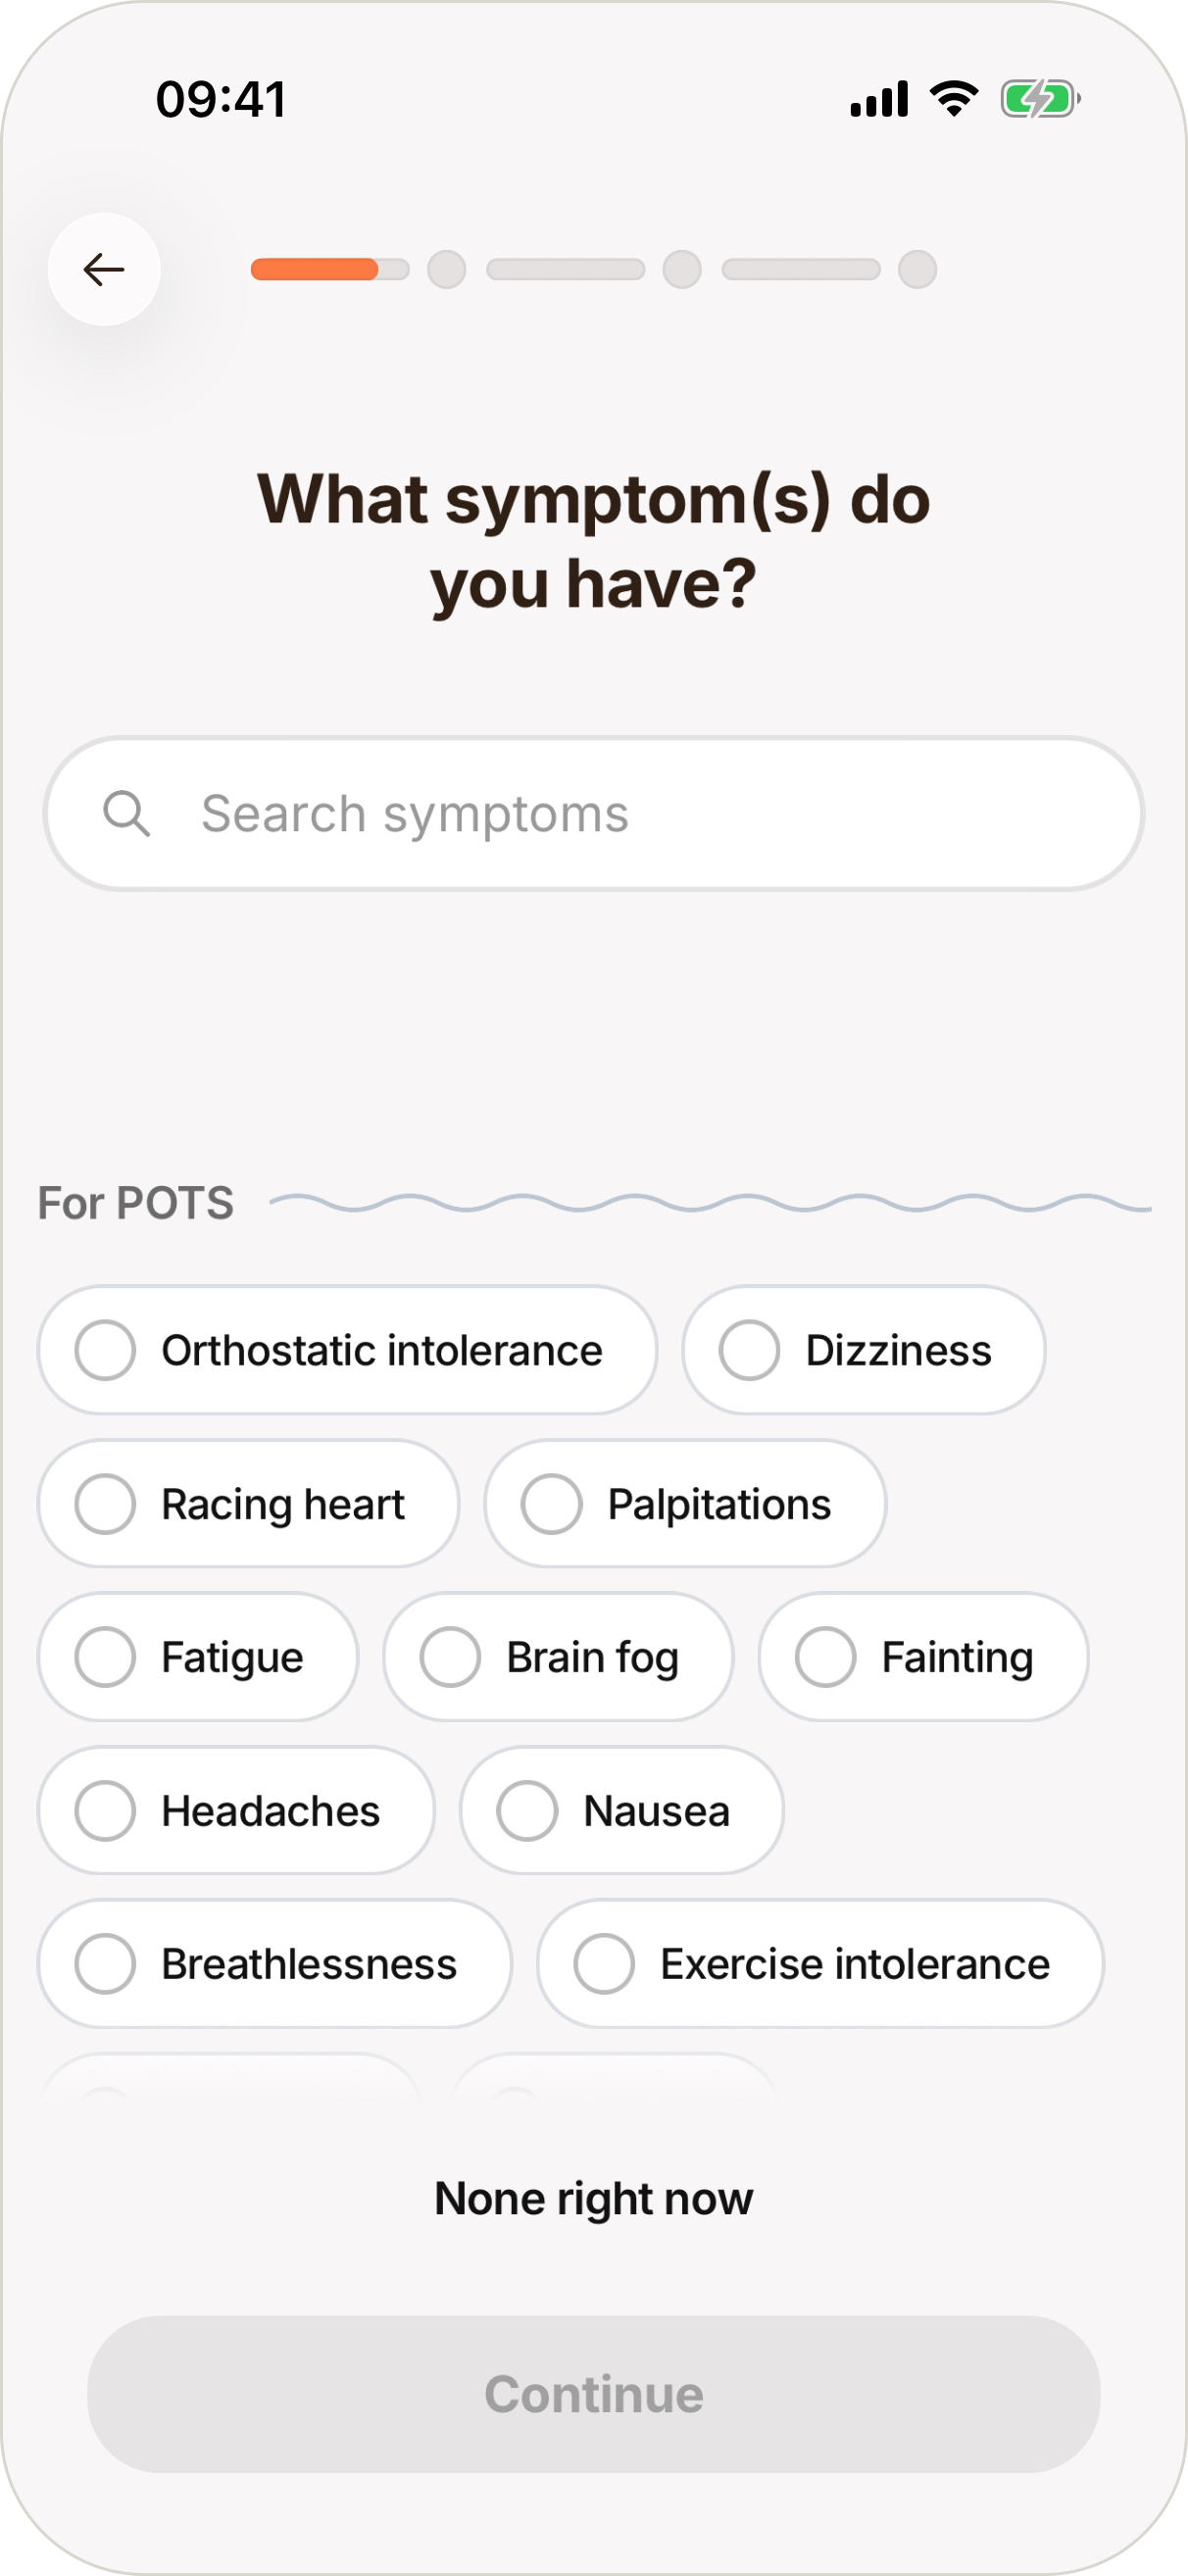 09:41
What symptom(s) do
you have?
Search symptoms
For POTS
Orthostatic intolerance
Dizziness
Racing heart
Palpitations
Fatigue
Brain fog
Fainting
Headaches
Nausea
Breathlessness
Exercise intolerance
None right now
Continue